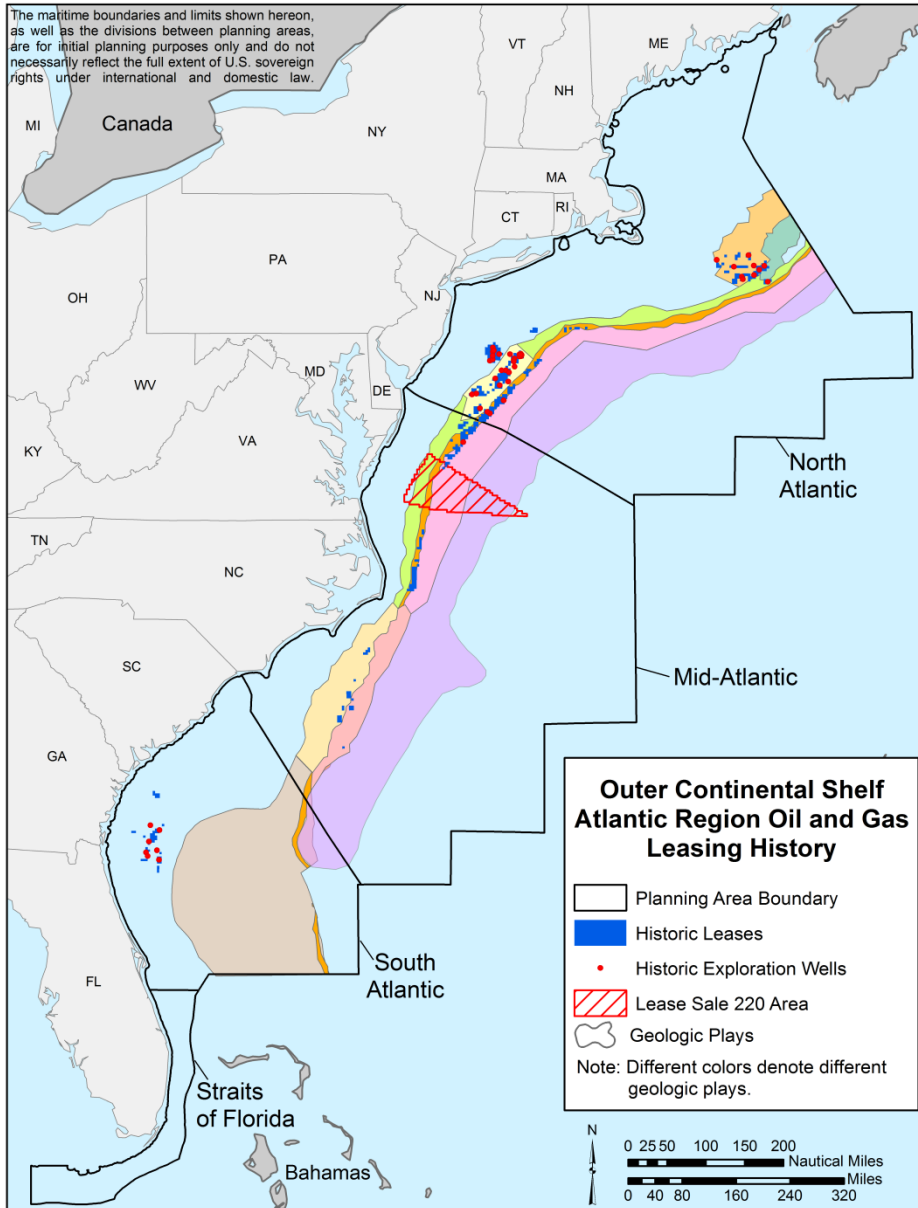 The maritime boundaries and limits shown hereon,
as well as the divisions between planning areas,
are for initial planning purposes only and do not
necessarily reflect the full extent of U.S. sovereign
rights under international and domestic law.
VT
ME
NH
MI
Canada
NY
MA
CT
RI
PA
NJ
OH
MD
DE
WV
VA
KY
North
Atlantic
TN
NC
SC
Mid-Atlantic
GA
Outer Continental Shelf
Atlantic Region Oil and Gas
Leasing History
Planning Area Boundary
Historic Leases
Historic Exploration Wells
Lease Sale 220 Area
Geologic Plays
Note: Different colors denote different
geologic plays.
South
Atlantic
FL
Straits
of Florida
Bahamas
N
0 25 50 100 150 200
Nautical Miles
Miles
0 40 80 160 240 320